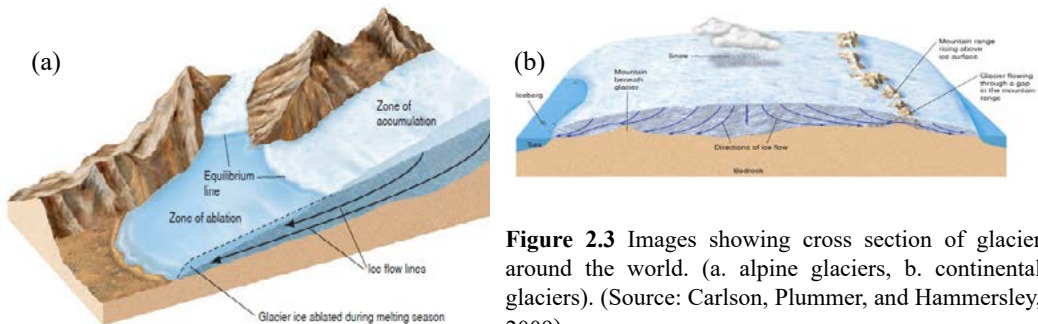 (a)
Zone of
accumulation
Equilibrium
line
Zone of ablation
Ice flow lines
Glacier ice ablated during melting season
(b)
Snow
Mountain
beneath
glacier
Iceberg
Sea
Mountain range
rising above
ice surface
Glacier flowing
through a gap
in the mountain
range
Directions of ice flow
Bedrock
Figure 2.3 Images showing cross section of glacier
around the world. (a. alpine glaciers, b. continental
glaciers). (Source: Carlson, Plummer, and Hammersley,